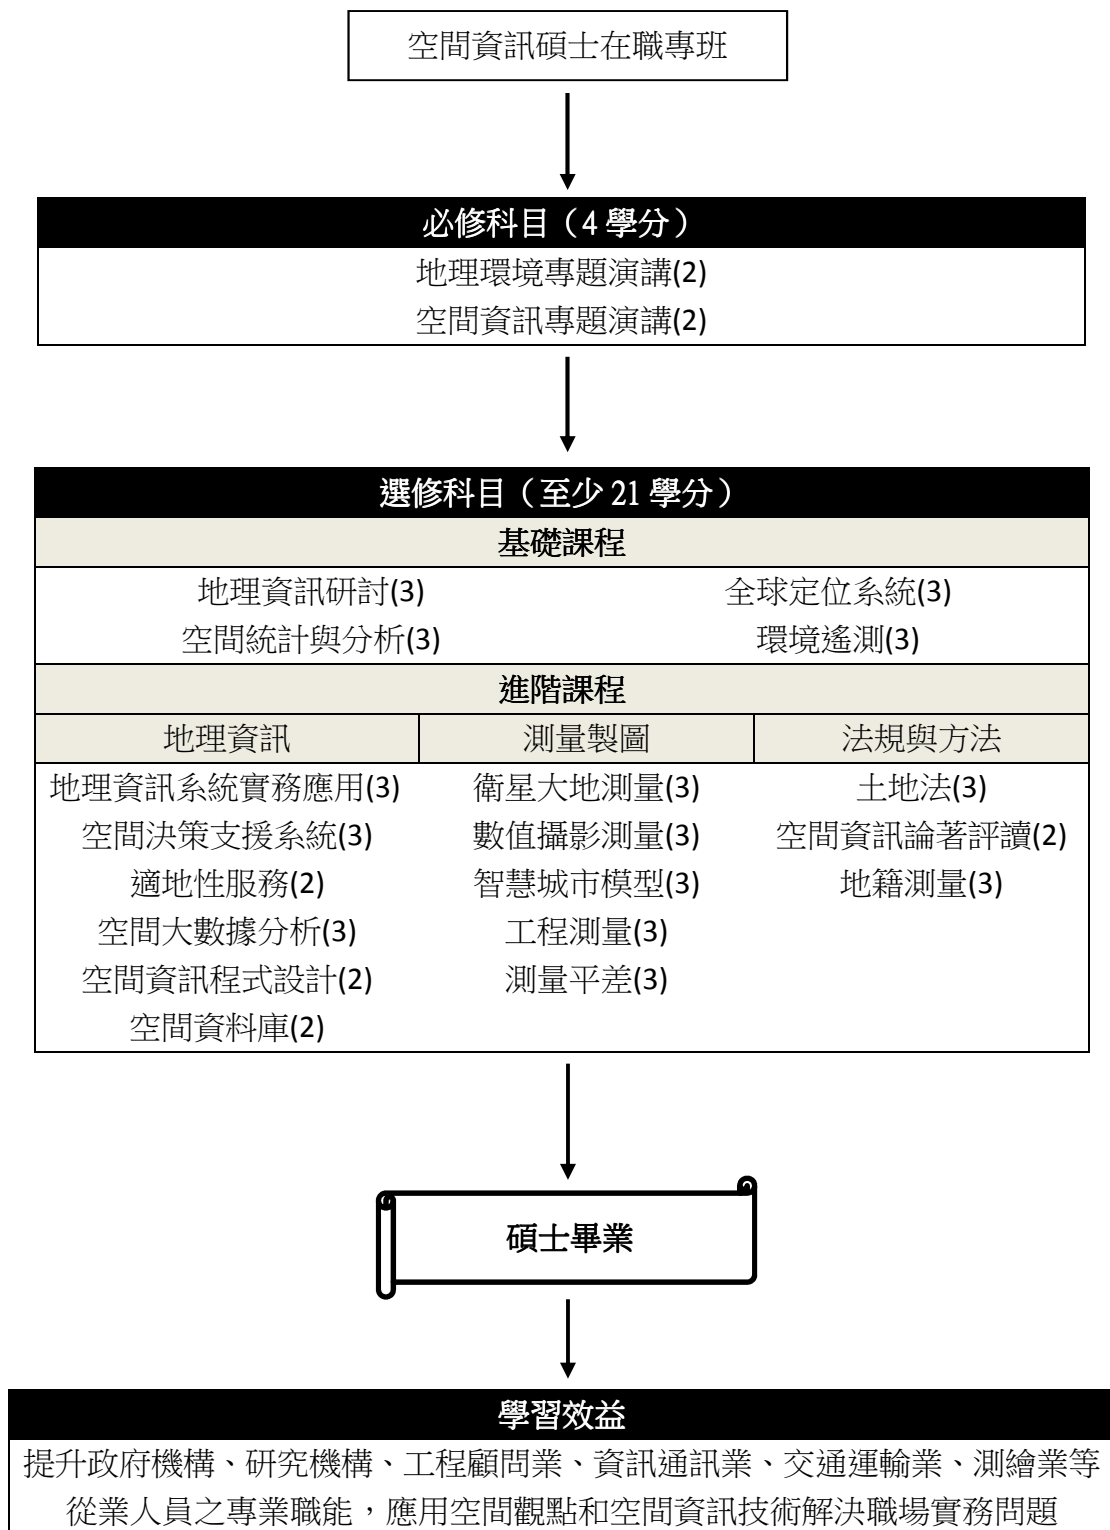 空間資訊碩士在職專班
必修科目（4 學分）
地理環境專題演講(2)
空間資訊專題演講(2)
選修科目（至少 21 學分）
基礎課程
地理資訊研討(3) 全球定位系統(3)
空間統計與分析(3) 環境遙測(3)
進階課程
地理資訊 測量製圖 法規與方法
地理資訊系統實務應用(3) 衛星大地測量(3) 土地法(3)
空間決策支援系統(3) 數值攝影測量(3) 空間資訊論著評讀(2)
適地性服務(2) 智慧城市模型(3) 地籍測量(3)
空間大數據分析(3) 工程測量(3)
空間資訊程式設計(2) 測量平差(3)
空間資料庫(2)
碩士畢業
學習效益
提升政府機構、研究機構、工程顧問業、資訊通訊業、交通運輸業、測繪業等
從業人員之專業職能，應用空間觀點和空間資訊技術解決職場實務問題